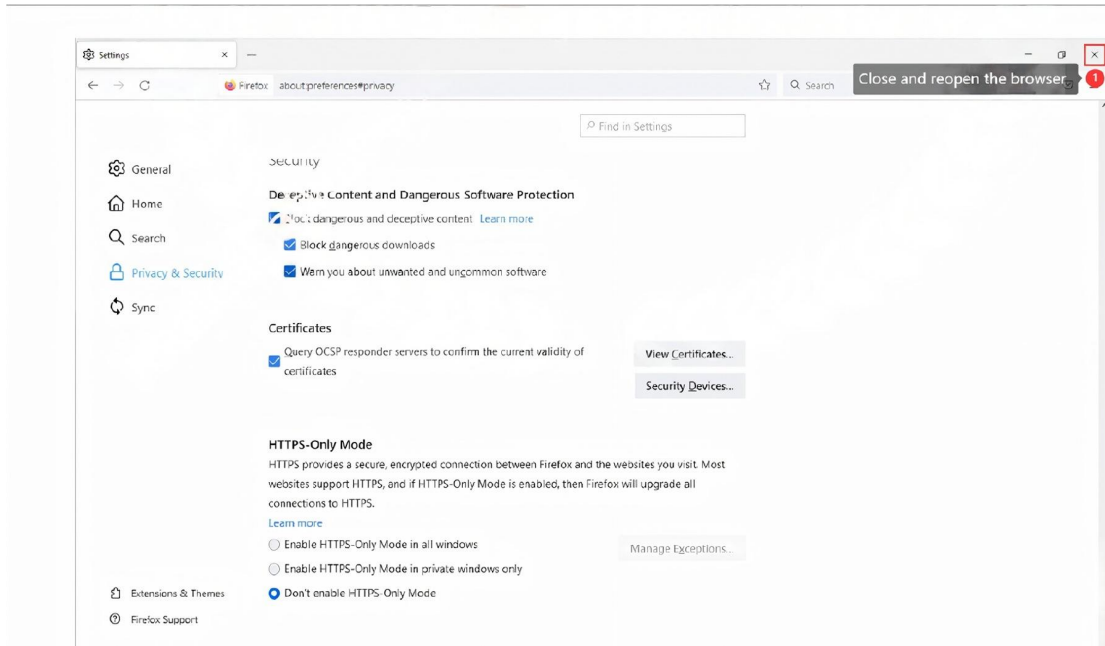 Settings
Firefox about:preferences#privacy
Search
Close and reopen the browser
1
Find in Settings
General
Home
Search
Privacy & Security
Sync
Security
Content and Dangerous Software Protection
dangerous and deceptive content Learn more
Block dangerous downloads
Warn you about unwanted and uncommon software
Certificates
Query OCSP responder servers to confirm the current validity of
certificates
View Certificates...
Security Devices...
HTTPS-Only Mode
HTTPS provides a secure, encrypted connection between Firefox and the websites you visit. Most
websites support HTTPS, and if HTTPS-Only Mode is enabled, then Firefox will upgrade all
connections to HTTPS.
Learn more
Enable HTTPS-Only Mode in all windows
Manage Exceptions...
Enable HTTPS-Only Mode in private windows only
Don't enable HTTPS-Only Mode
Extensions & Themes
Firefox Support